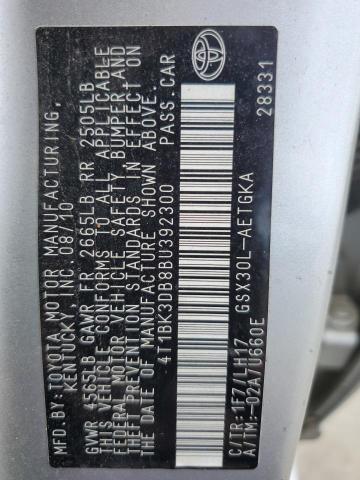 MFD.BY:TOYOTA MOTOR MANUFACTURING,
KENTUCKY, INC. 08/10
GVWR 4565LB GAWR FR 2665LB RR 2505LB
THIS VEHICLE CONFORMS TO ALL APPLICABLE
FEDERAL MOTOR VEHICLE SAFETY, BUMPER, AND
THEFT PREVENTION STANDARDS IN EFFECT ON
THE DATE OF MANUFACTURE SHOWN ABOVE.
4T1BK3DB8BU392300 PASS.CAR
C/TR:1F7/LH17 GSX30L-AETGKA
A/TM:-02A/U660E 28331